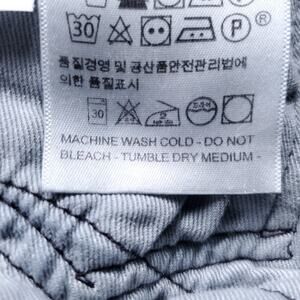 30 P ®
품질경영 및 공산품안전관리법에
의한 품질표시
30
MACHINE WASH COLD - DO NOT
BLEACH - TUMBLE DRY MEDIUM -